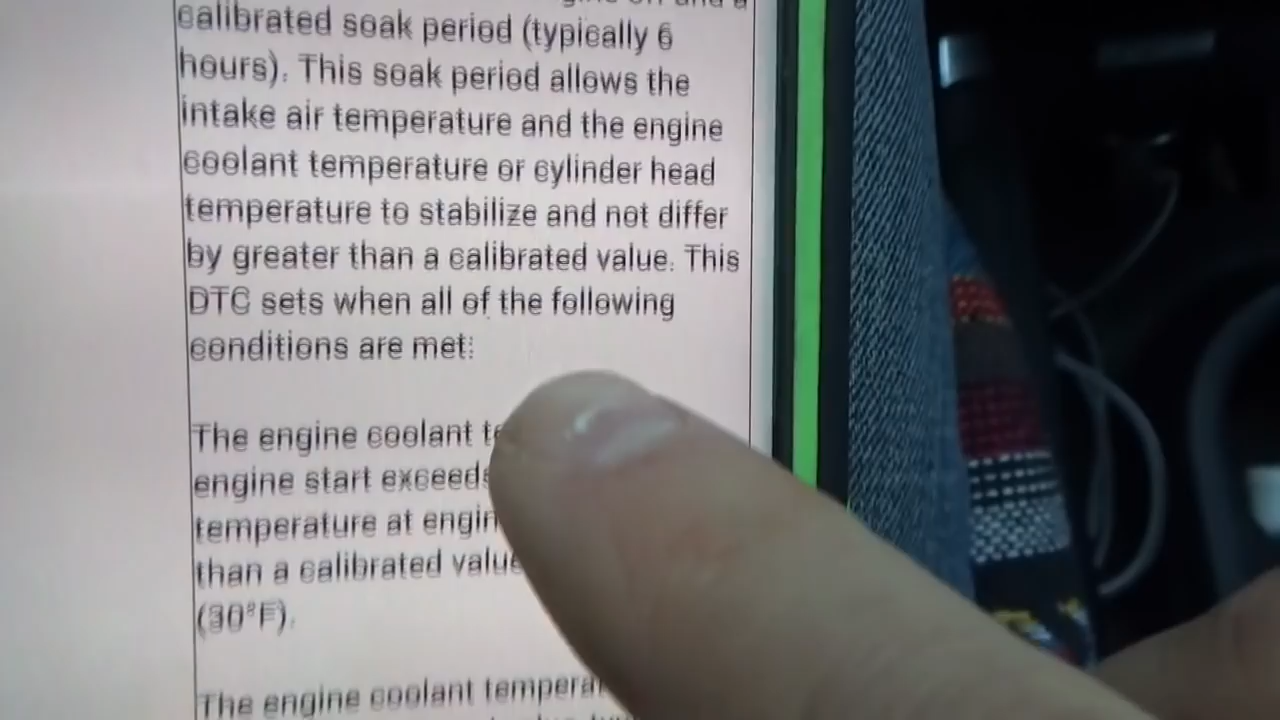 calibrated soak period (typically 6
hours). This soak period allows the
intake air temperature and the engine
coolant temperature or cylinder head
temperature to stabilize and not differ
by greater than a calibrated value. This
DTC sets when all of the following
conditions are met:
The engine coolant
engine start exceeds
temperature at engin
than a calibrated value
(30°F).
The engine coolant tempera